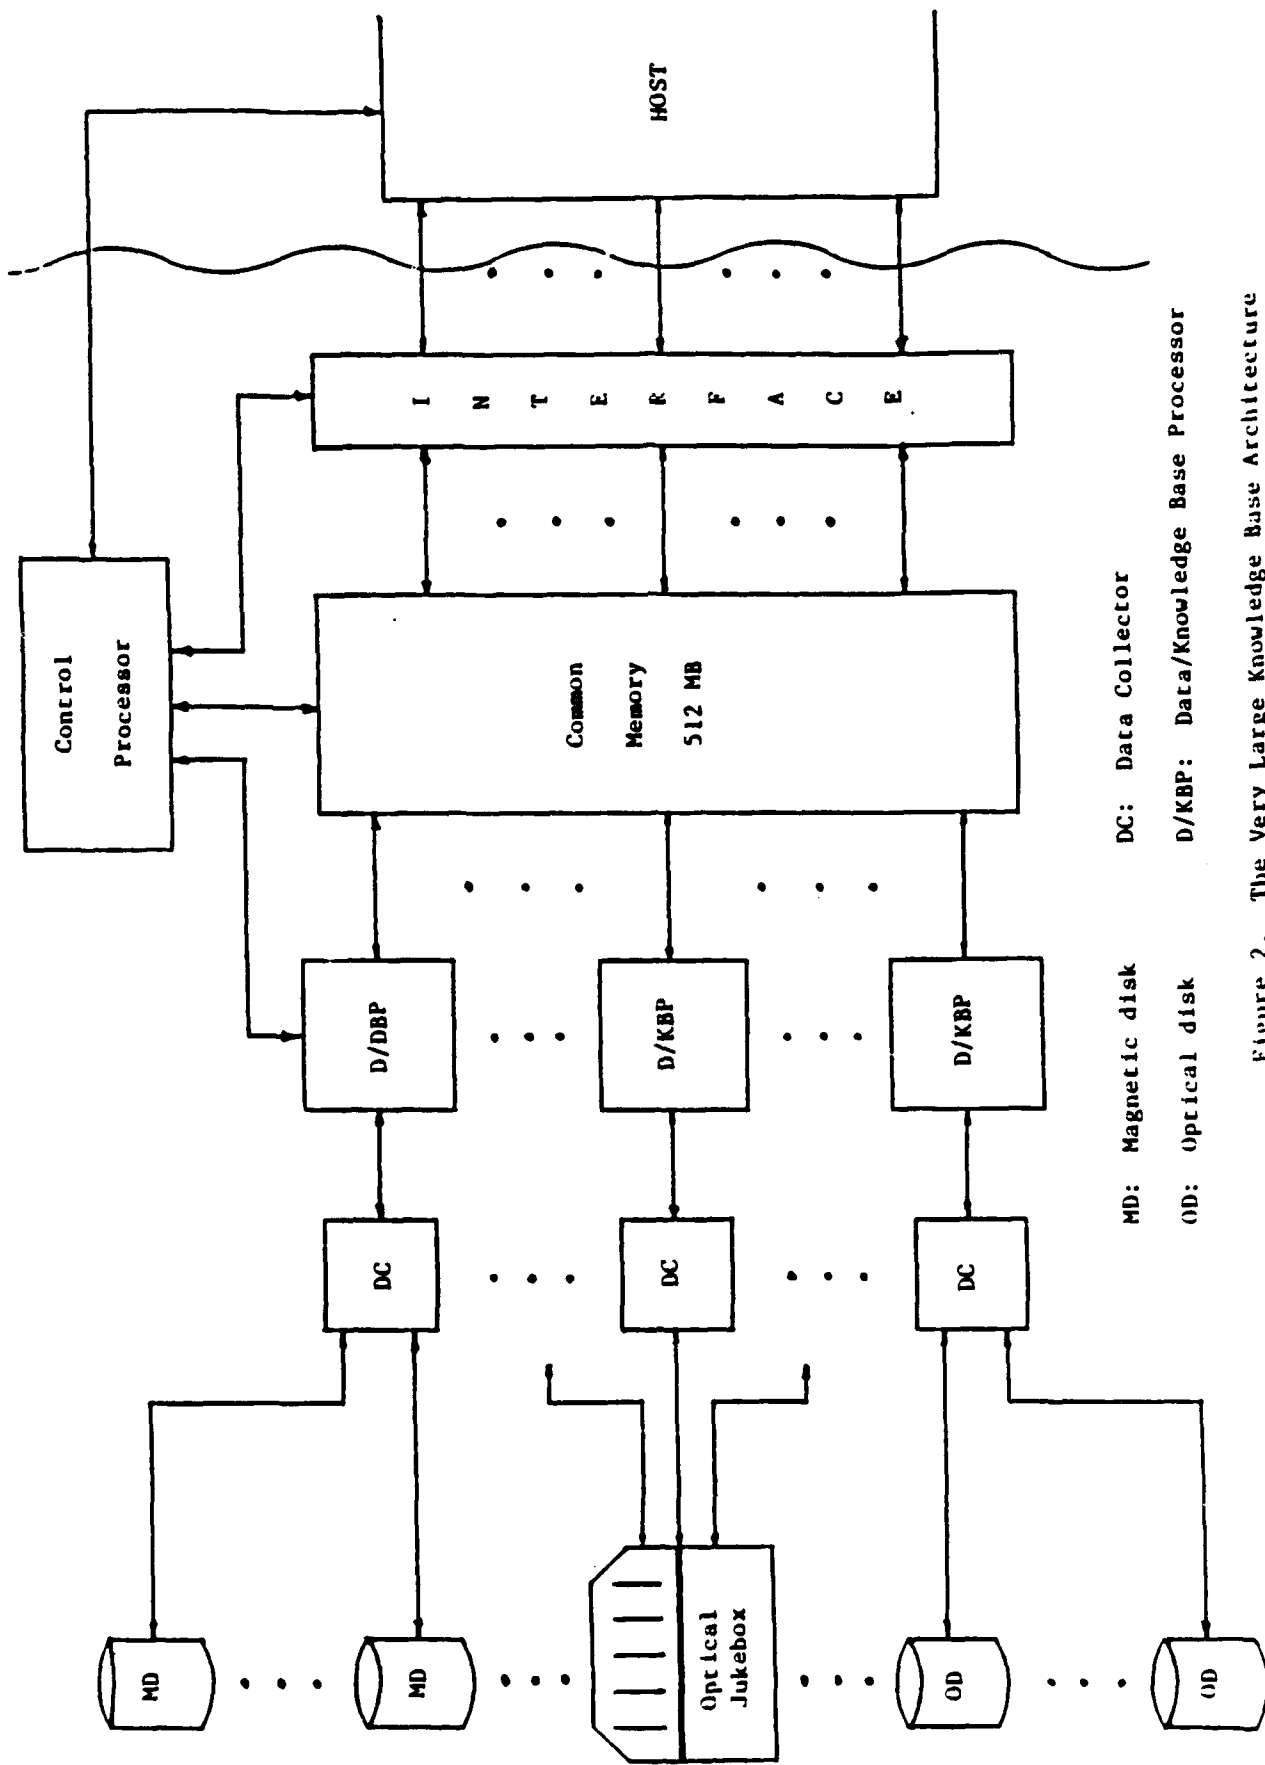 HOST
I N T E R F A C E
Control
Processor
Common
Memory
512 MB
D/DBP
D/KBP
D/KBP
DC
DC
DC
MD
MD
Optical
Jukebox
OD
OD
MD: Magnetic disk DC: Data Collector
OD: Optical disk D/KBP: Data/Knowledge Base Processor
Figure 2. The Very Large Knowledge Base Architecture